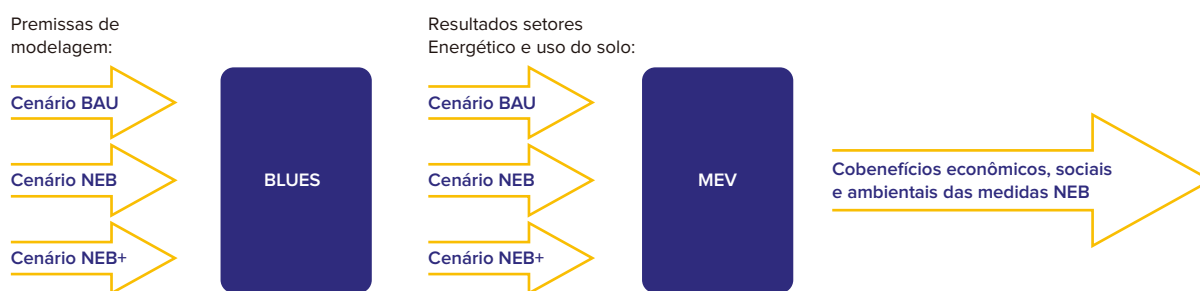 Premissas de
modelagem:
Cenário BAU
Cenário NEB
Cenário NEB+
BLUES
Resultados setores
Energético e uso do solo:
Cenário BAU
Cenário NEB
Cenário NEB+
MEV
Cobenefícios econômicos, sociais
e ambientais das medidas NEB